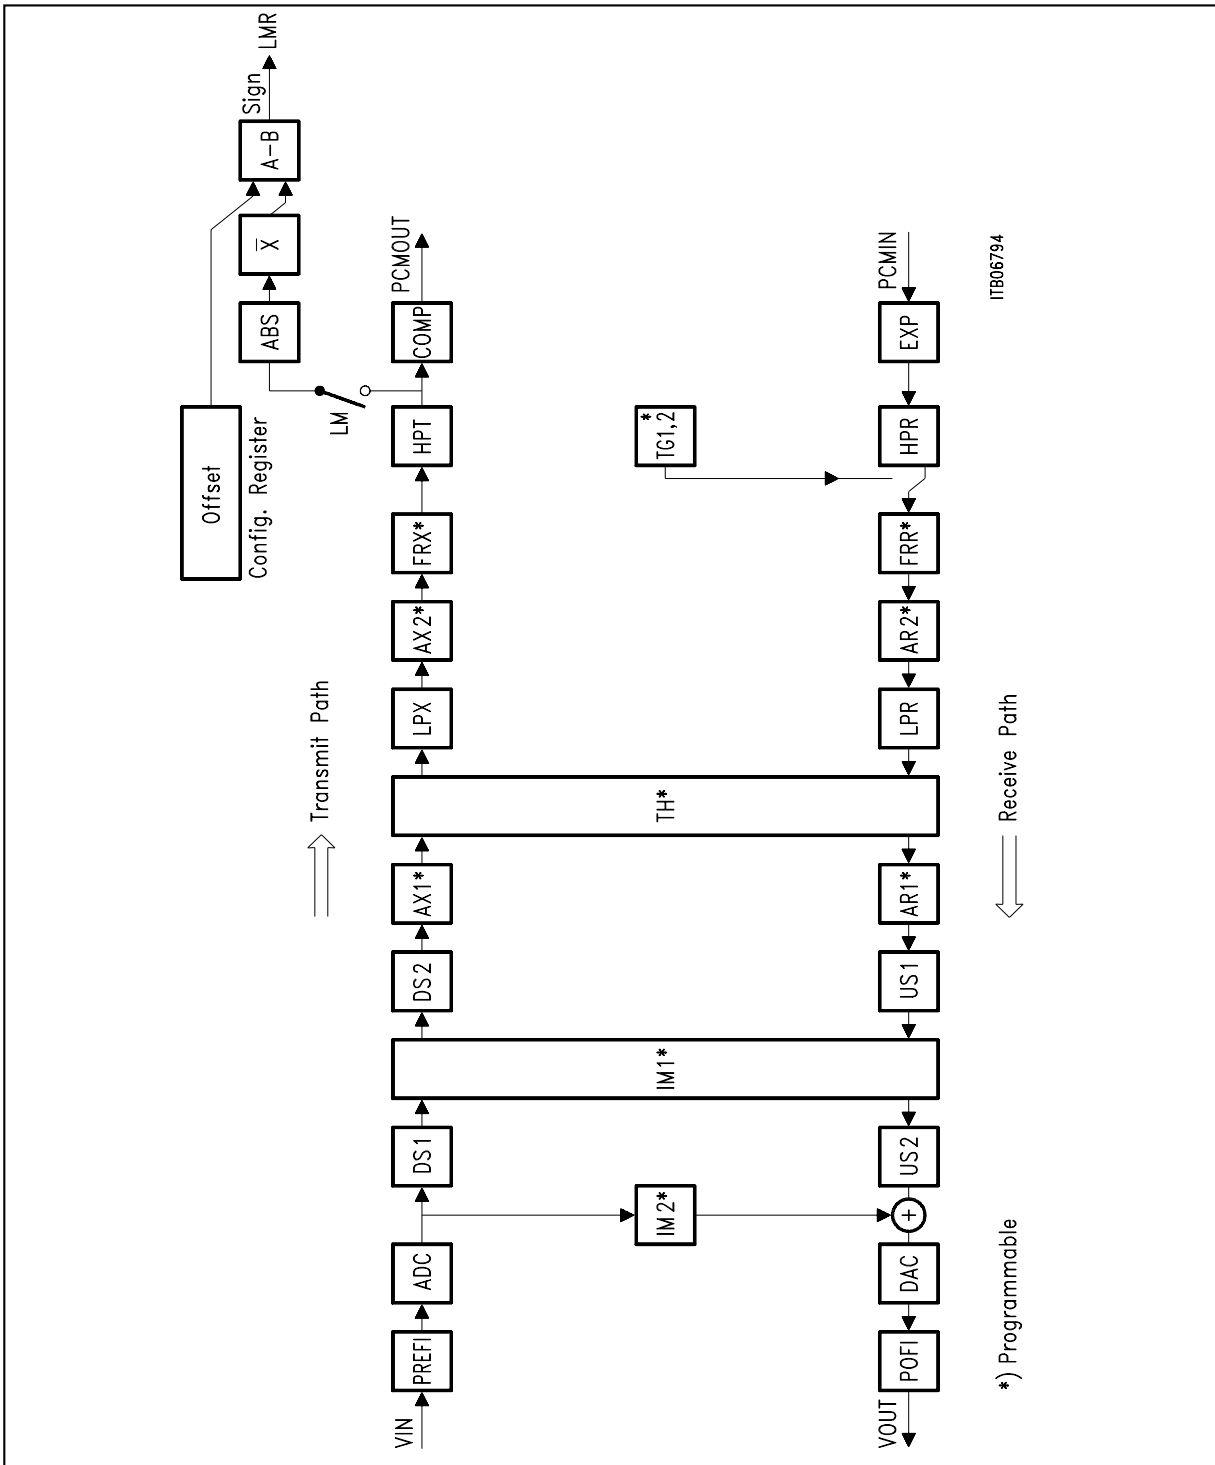 Offset
Config. Register
ABS
X̅
A-B
Sign
LMR
LM
Transmit Path
VIN
PREFI
ADC
DS1
IM1*
DS2
AX1*
TH*
LPX
AX2*
FRX*
HPT
COMP
PCMOUT
IM2*
TG1,2*
VOUT
POFI
DAC
+
US2
US1
AR1*
LPR
AR2*
FRR*
HPR
EXP
PCMIN
Receive Path
*) Programmable
ITB06794